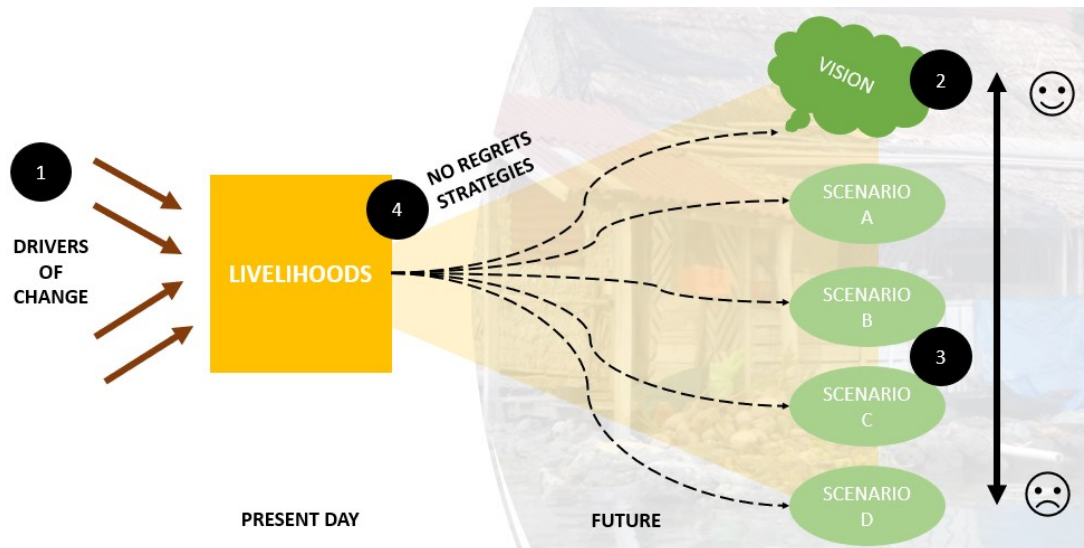 1
DRIVERS
OF
CHANGE
LIVELIHOODS
4
NO REGRETS
STRATEGIES
VISION
2
SCENARIO
A
SCENARIO
B
3
SCENARIO
C
SCENARIO
D
PRESENT DAY
FUTURE